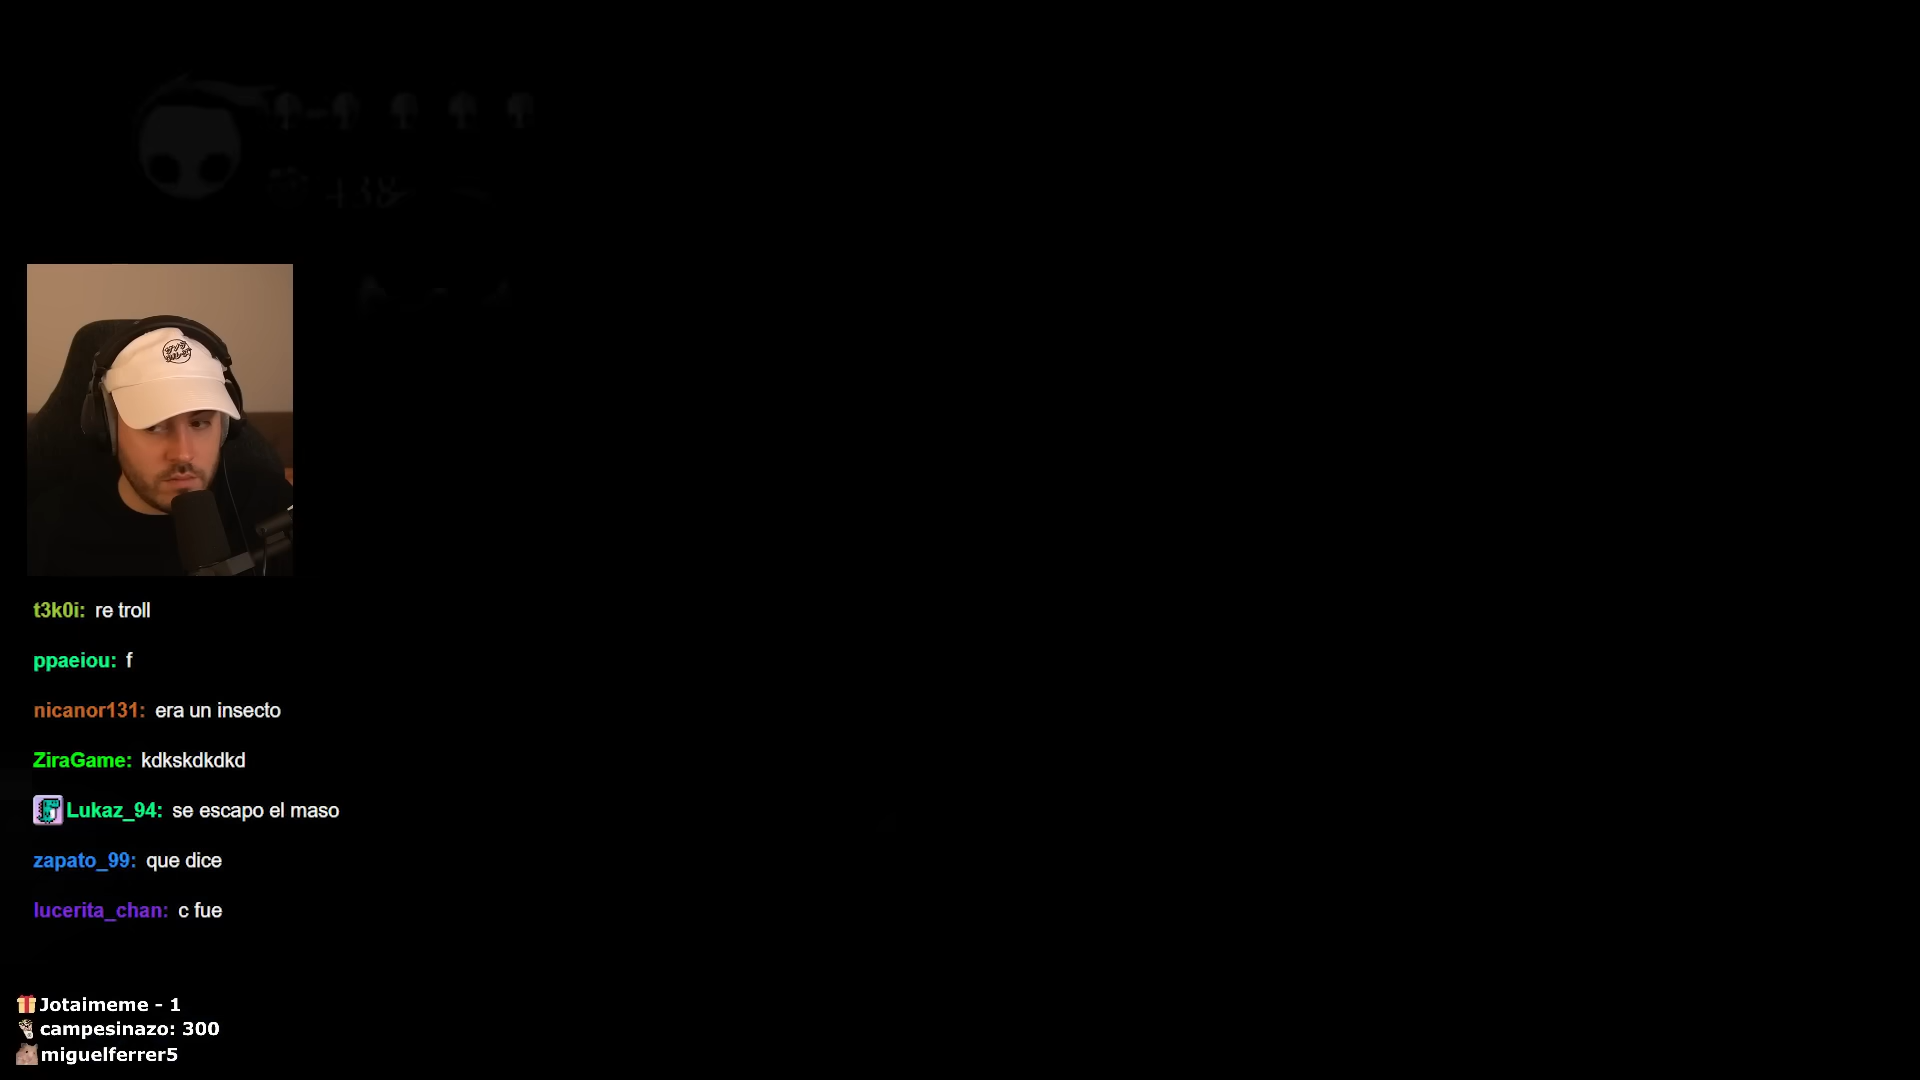 438
t3k0i: re troll
ppaeiou: f
nicanor131: era un insecto
ZiraGame: kdkskdkdkd
Lukaz_94: se escapo el maso
zapato_99: que dice
lucerita_chan: c fue
Jotaimeme - 1
campesinazo: 300
miguelferrer5